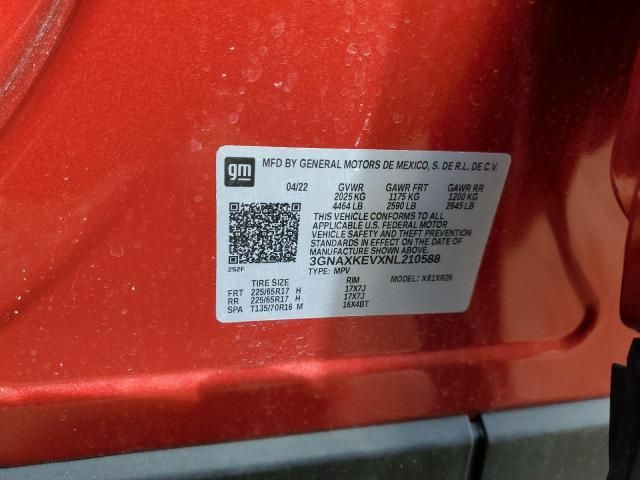 gm
MFD BY GENERAL MOTORS DE MEXICO, S. DE R.L. DE C.V.
04/22 GVWR GAWR FRT GAWR RR
2025 KG 1175 KG 1200 KG
4464 LB 2590 LB 2645 LB
THIS VEHICLE CONFORMS TO ALL
APPLICABLE U.S. FEDERAL MOTOR
VEHICLE SAFETY AND THEFT
PREVENTION STANDARDS IN EFFECT
ON THE DATE OF
MANUFACTURE SHOWN ABOVE.
3GNAXKEVXNL210588
252F TYPE: MPV MODEL: X81XR26
TIRE SIZE RIM
FRT 225/65R17 H 17X7J
RR 225/65R17 H 17X7J
SPA T135/70R16 M 16X4BT